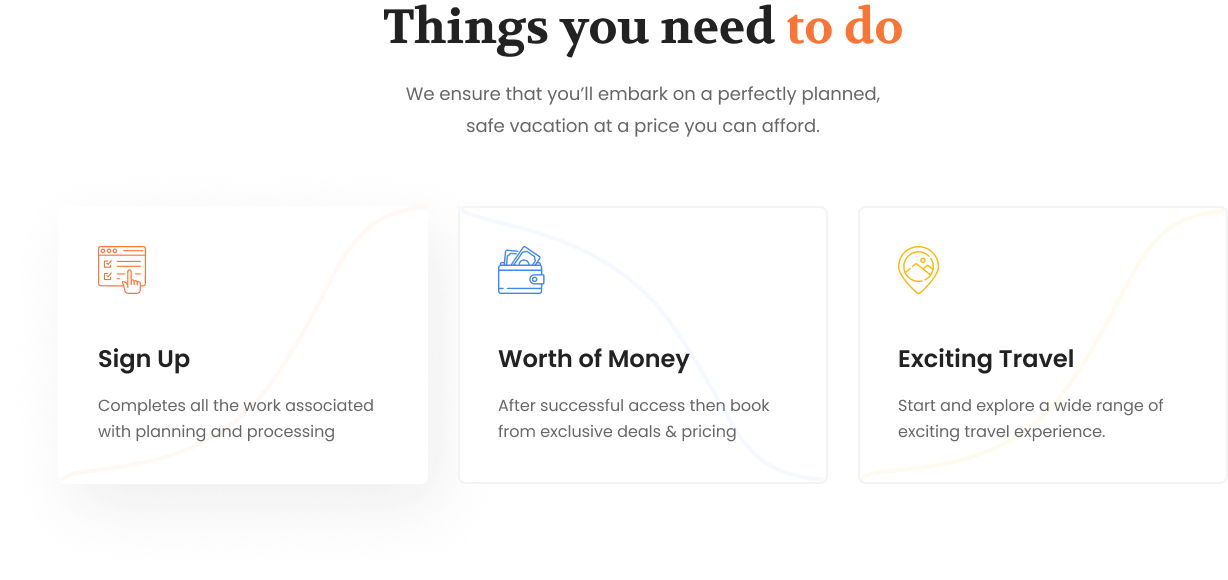 Things you need to do
We ensure that you’ll embark on a perfectly planned,
safe vacation at a price you can afford.
Sign Up
Completes all the work associated
with planning and processing
Worth of Money
After successful access then book
from exclusive deals & pricing
Exciting Travel
Start and explore a wide range of
exciting travel experience.